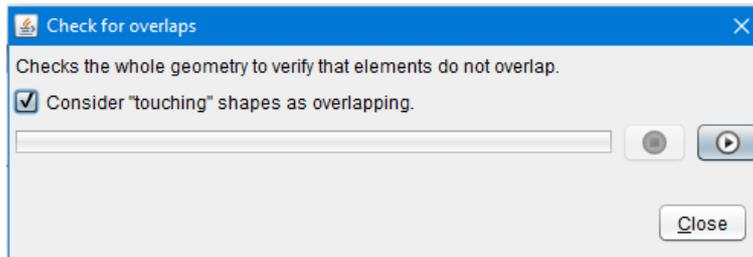 Check for overlaps
Checks the whole geometry to verify that elements do not overlap.
Consider "touching" shapes as overlapping.
Close